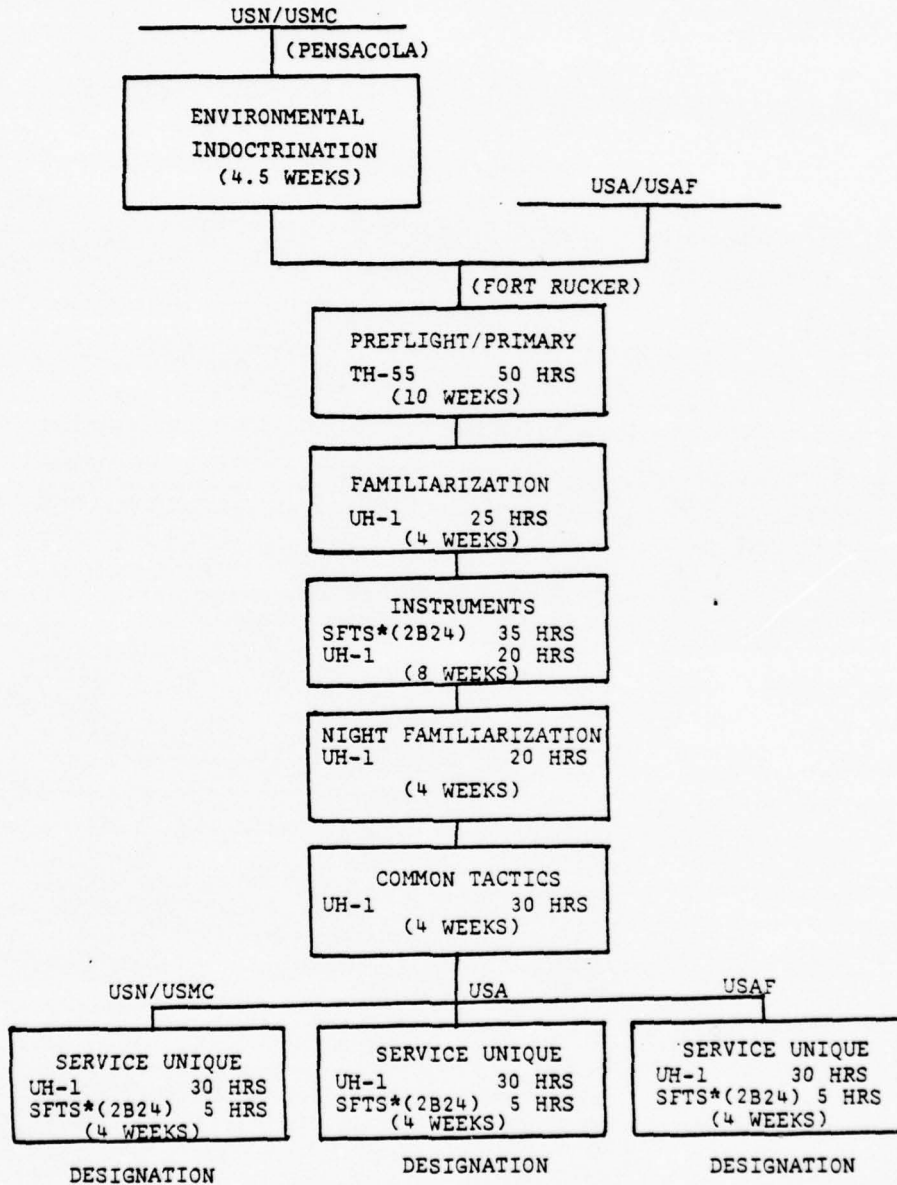 USN/USMC
(PENSACOLA)
ENVIRONMENTAL
INDOCTRINATION
(4.5 WEEKS)
USA/USAF
(FORT RUCKER)
PREFLIGHT/PRIMARY
TH-55 50 HRS
(10 WEEKS)
FAMILIARIZATION
UH-1 25 HRS
(4 WEEKS)
INSTRUMENTS
SFTS*(2B24) 35 HRS
UH-1 20 HRS
(8 WEEKS)
NIGHT FAMILIARIZATION
UH-1 20 HRS
(4 WEEKS)
COMMON TACTICS
UH-1 30 HRS
(4 WEEKS)
USN/USMC
SERVICE UNIQUE
UH-1 30 HRS
SFTS*(2B24) 5 HRS
(4 WEEKS)
DESIGNATION
USA
SERVICE UNIQUE
UH-1 30 HRS
SFTS*(2B24) 5 HRS
(4 WEEKS)
DESIGNATION
USAF
SERVICE UNIQUE
UH-1 30 HRS
SFTS*(2B24) 5 HRS
(4 WEEKS)
DESIGNATION